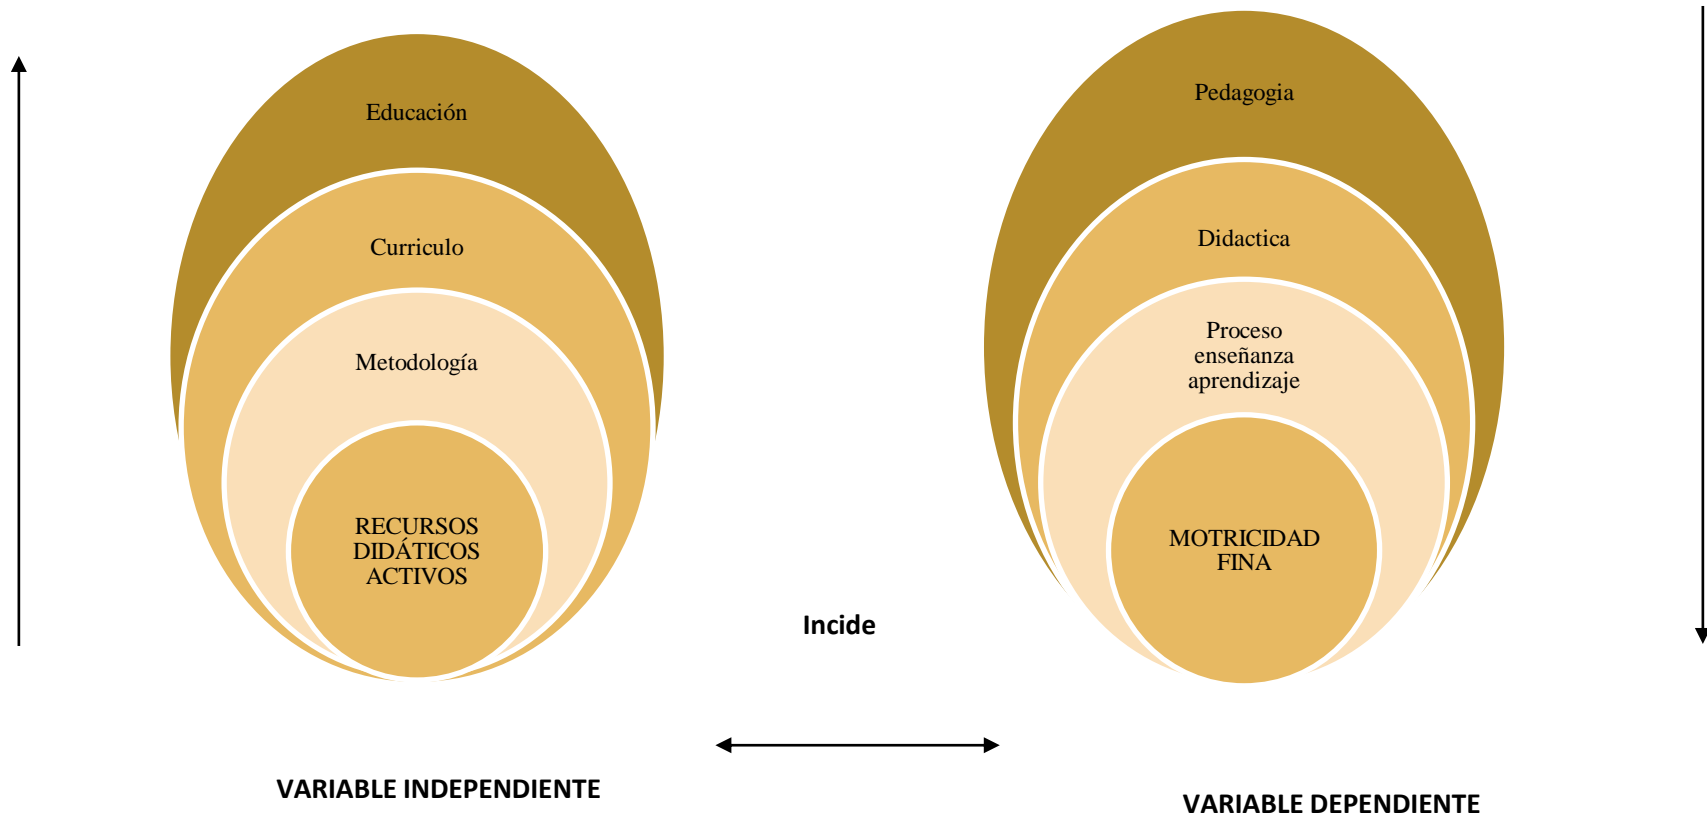 Educación
Curriculo
Metodología
RECURSOS
DIDÁTICOS
ACTIVOS
Pedagogia
Didactica
Proceso
enseñanza
aprendizaje
MOTRICIDAD
FINA
Incide
VARIABLE INDEPENDIENTE
VARIABLE DEPENDIENTE